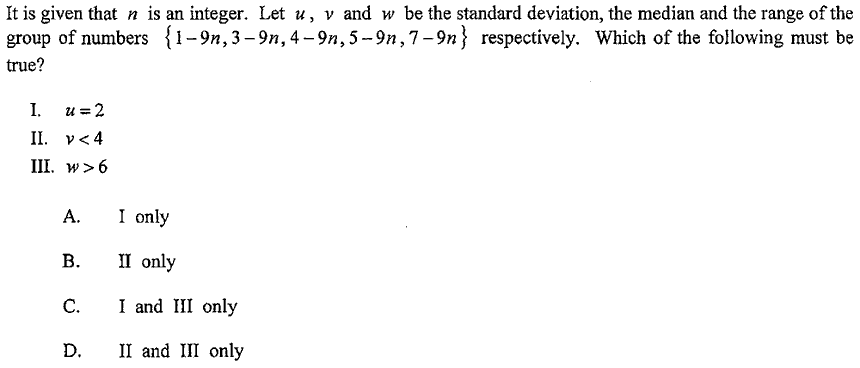 It is given that n is an integer. Let u, v and w be the standard deviation, the median and the range of the
group of numbers {1−9n, 3−9n, 4−9n, 5−9n, 7−9n} respectively. Which of the following must be
true?
I. u = 2
II. v < 4
III. w > 6
A. I only
B. II only
C. I and III only
D. II and III only